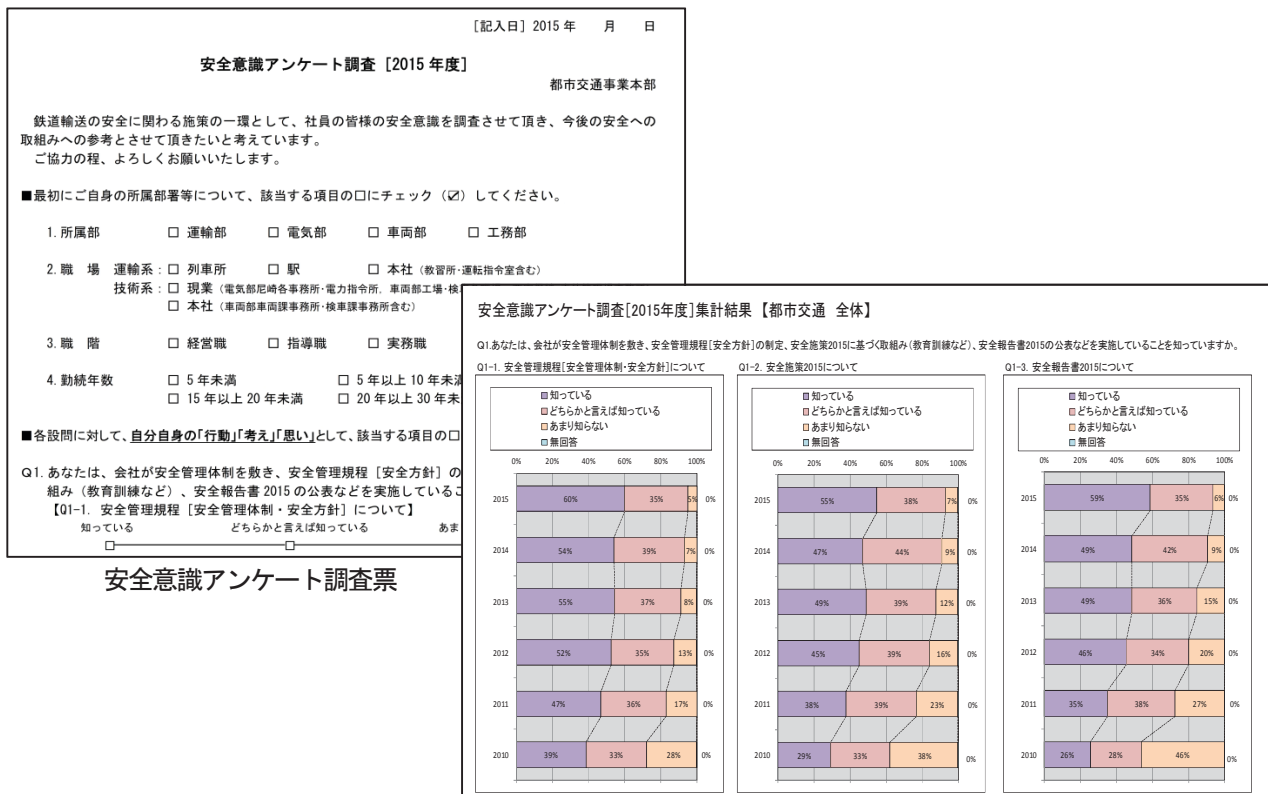 [記入日] 2015 年　　月　　日
安全意識アンケート調査［2015 年度］
都市交通事業本部
鉄道輸送の安全に関わる施策の一環として、社員の皆様の安全意識を調査させて頂き、今後の安全への
取組みへの参考とさせて頂きたいと考えています。
ご協力の程、よろしくお願いいたします。
■最初にご自身の所属部署等について、該当する項目の□にチェック（☑）してください。
1. 所属部　□ 運輸部　□ 電気部　□ 車両部　□ 工務部
2. 職　場　運輸系：□ 列車所　□ 駅　□ 本社（教習所・運転指令室含む）
技術系：□ 現業（電気部尼崎各事務所・電力指令所，車両部工場・検
□ 本社（車両部車両課事務所・検車課事務所含む）
3. 職　階　□ 経営職　□ 指導職　□ 実務職
4. 勤続年数　□ 5 年未満　□ 5 年以上 10 年未満
□ 15 年以上 20 年未満　□ 20 年以上 30 年未
■各設問に対して、自分自身の「行動」「考え」「思い」として、該当する項目の□
Q1. あなたは、会社が安全管理体制を敷き、安全管理規程［安全方針］の
組み（教育訓練など）、安全報告書 2015 の公表などを実施しているこ
【Q1-1. 安全管理規程［安全管理体制・安全方針］について】
知っている　どちらかと言えば知っている　あま
安全意識アンケート調査票
安全意識アンケート調査[2015年度]集計結果 【都市交通　全体】
Q1.あなたは、会社が安全管理体制を敷き、安全管理規程[安全方針]の制定、安全施策2015に基づく取組み(教育訓練など)、安全報告書2015の公表などを実施していることを知っていますか。
Q1-1. 安全管理規程[安全管理体制・安全方針]について
知っている
どちらかと言えば知っている
あまり知らない
無回答
0% 20% 40% 60% 80% 100%
2015 60% 35% 5% 0%
2014 54% 39% 7% 0%
2013 55% 37% 8% 0%
2012 52% 35% 13% 0%
2011 47% 36% 17% 0%
2010 39% 33% 28% 0%
Q1-2. 安全施策2015について
知っている
どちらかと言えば知っている
あまり知らない
無回答
0% 20% 40% 60% 80% 100%
2015 55% 38% 7% 0%
2014 47% 44% 9% 0%
2013 49% 39% 12% 0%
2012 45% 39% 16% 0%
2011 38% 39% 23% 0%
2010 29% 33% 38% 0%
Q1-3. 安全報告書2015について
知っている
どちらかと言えば知っている
あまり知らない
無回答
0% 20% 40% 60% 80% 100%
2015 59% 35% 6% 0%
2014 49% 42% 9% 0%
2013 49% 36% 15% 0%
2012 46% 34% 20% 0%
2011 35% 38% 27% 0%
2010 26% 28% 46% 0%